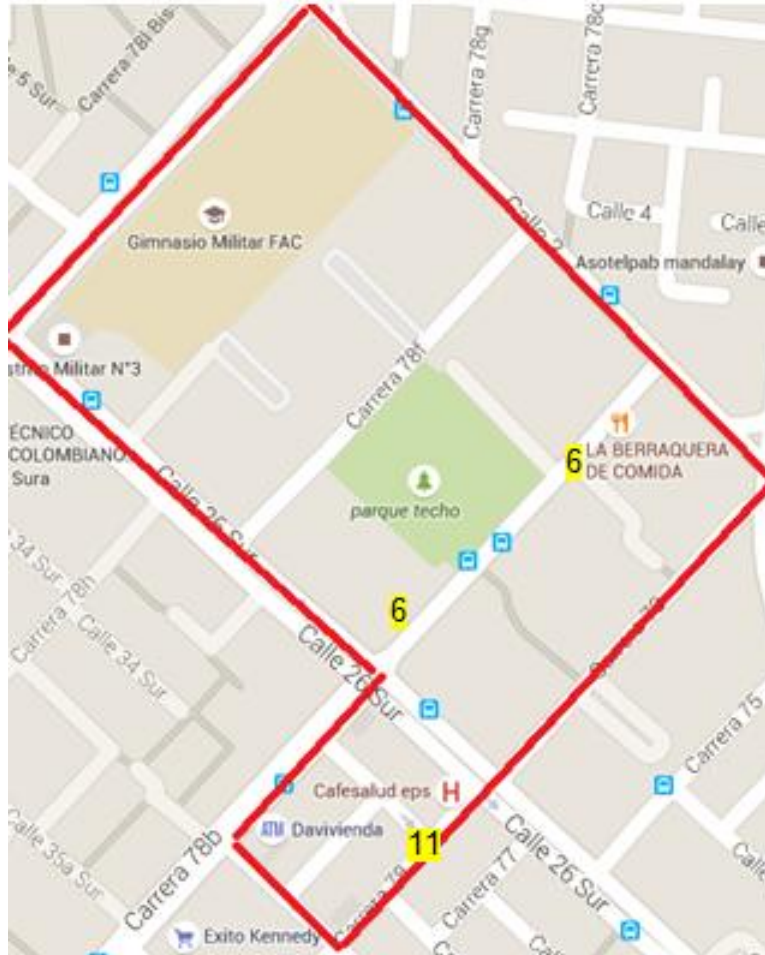 Carrera 78l Bis
Carrera 78g
Carrera 78c
Gimnasio Militar FAC
Calle 4
Calle
Calle 2
Asotelpab mandalay
Militar N°3
ÉCNICO
COLOMBIANO
Sura
Carrera 78f
6
LA BERRAQUERA
DE COMIDA
parque techo
Calle 26 Sur
34 Sur
Carrera 78h
Calle 34 Sur
6
Calle 26 Sur
Carrera 75
Cafesalud eps
Davivienda
11
Calle 26 Sur
Calle 35a Sur
Carrera 78b
Carrera 79
Carrera 77
Calle
Exito Kennedy